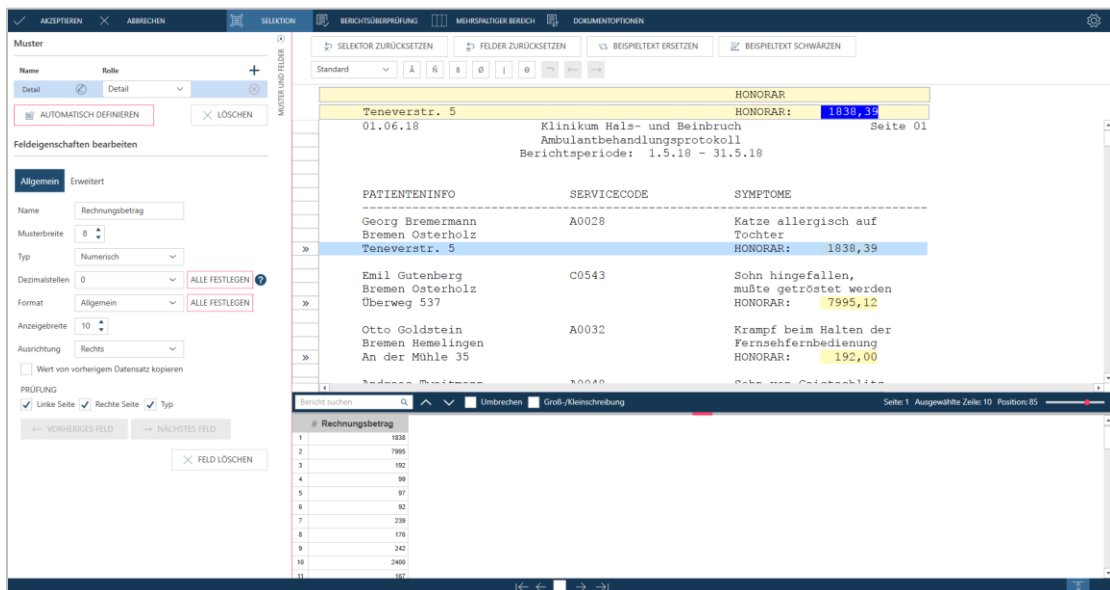 AKZEPTIEREN ABBRECHEN SELEKTION BERICHTSÜBERPRÜFUNG MEHRSPALTIGER BEREICH DOKUMENTOPTIONEN
Muster
Name Rolle
Detail Detail
AUTOMATISCH DEFINIEREN LÖSCHEN
Feldeigenschaften bearbeiten
Allgemein Erweitert
Name Rechnungsbetrag
Musterbreite 8
Typ Numerisch
Dezimalstellen 0 ALLE FESTLEGEN ?
Format Allgemein ALLE FESTLEGEN
Anzeigebreite 10
Ausrichtung Rechts
Wert von vorherigem Datensatz kopieren
PRÜFUNG
Linke Seite Rechte Seite Typ
← VORHERIGES FELD → NÄCHSTES FELD
FELD LÖSCHEN
MUSTER UND FELDER
SELEKTOR ZURÜCKSETZEN FELDER ZURÜCKSETZEN BEISPIELTEXT ERSETZEN BEISPIELTEXT SCHWÄRZEN
Standard Ã Ñ ß Ø | Θ ¬ ← →
HONORAR
Teneverstr. 5 HONORAR: 1838,39
01.06.18 Klinikum Hals- und Beinbruch Seite 01
Ambulantbehandlungsprotokoll
Berichtsperiode: 1.5.18 - 31.5.18
PATIENTENINFO SERVICECODE SYMPTOME
Georg Bremermann A0028 Katze allergisch auf
Bremen Osterholz Tochter
» Teneverstr. 5 HONORAR: 1838,39
Emil Gutenberg C0543 Sohn hingefallen,
Bremen Osterholz mußte getröstet werden
» Überweg 537 HONORAR: 7995,12
Otto Goldstein A0032 Krampf beim Halten der
Bremen Hemelingen Fernsehfernbedienung
» An der Mühle 35 HONORAR: 192,00
Bericht suchen Umbrechen Groß-/Kleinschreibung Seite: 1 Ausgewählte Zeile: 10 Position: 85
# Rechnungsbetrag
1 1838
2 7995
3 192
4 99
5 97
6 92
7 239
8 176
9 242
10 2400
11 167